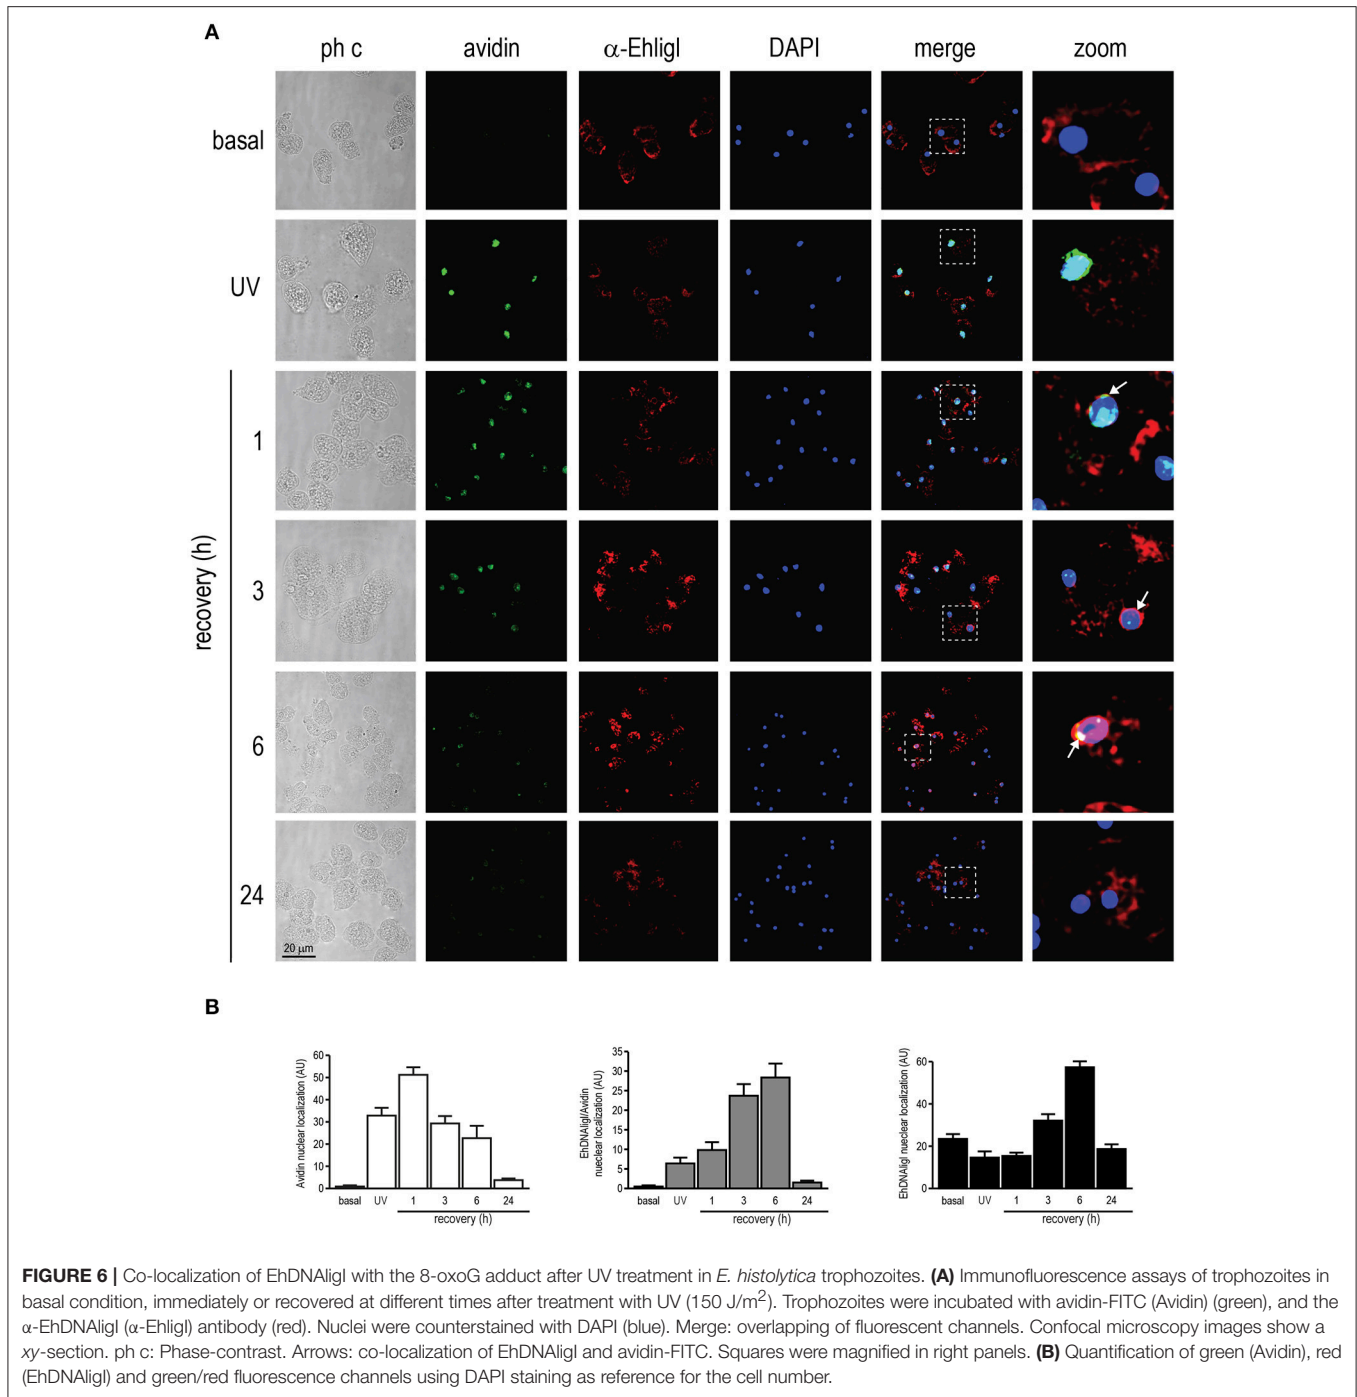 A
ph c avidin α-EhligI DAPI merge zoom
basal
UV
recovery (h)
1
3
6
24
20 µm
B
Avidin nuclear localization (AU)
60
50
40
30
20
10
0
basal UV 1 3 6 24
recovery (h)
EhDNAligI/Avidin
nueclear localization (AU)
35
30
25
20
15
10
5
0
basal UV 1 3 6 24
recovery (h)
EhDNAligI nueclear localization (AU)
60
40
20
0
basal UV 1 3 6 24
recovery (h)
FIGURE 6 | Co-localization of EhDNAligI with the 8-oxoG adduct after UV treatment in E. histolytica trophozoites. (A) Immunofluorescence assays of trophozoites in
basal condition, immediately or recovered at different times after treatment with UV (150 J/m²). Trophozoites were incubated with avidin-FITC (Avidin) (green), and the
α-EhDNAligI (α-EhligI) antibody (red). Nuclei were counterstained with DAPI (blue). Merge: overlapping of fluorescent channels. Confocal microscopy images show a
xy-section. ph c: Phase-contrast. Arrows: co-localization of EhDNAligI and avidin-FITC. Squares were magnified in right panels. (B) Quantification of green (Avidin), red
(EhDNAligI) and green/red fluorescence channels using DAPI staining as reference for the cell number.